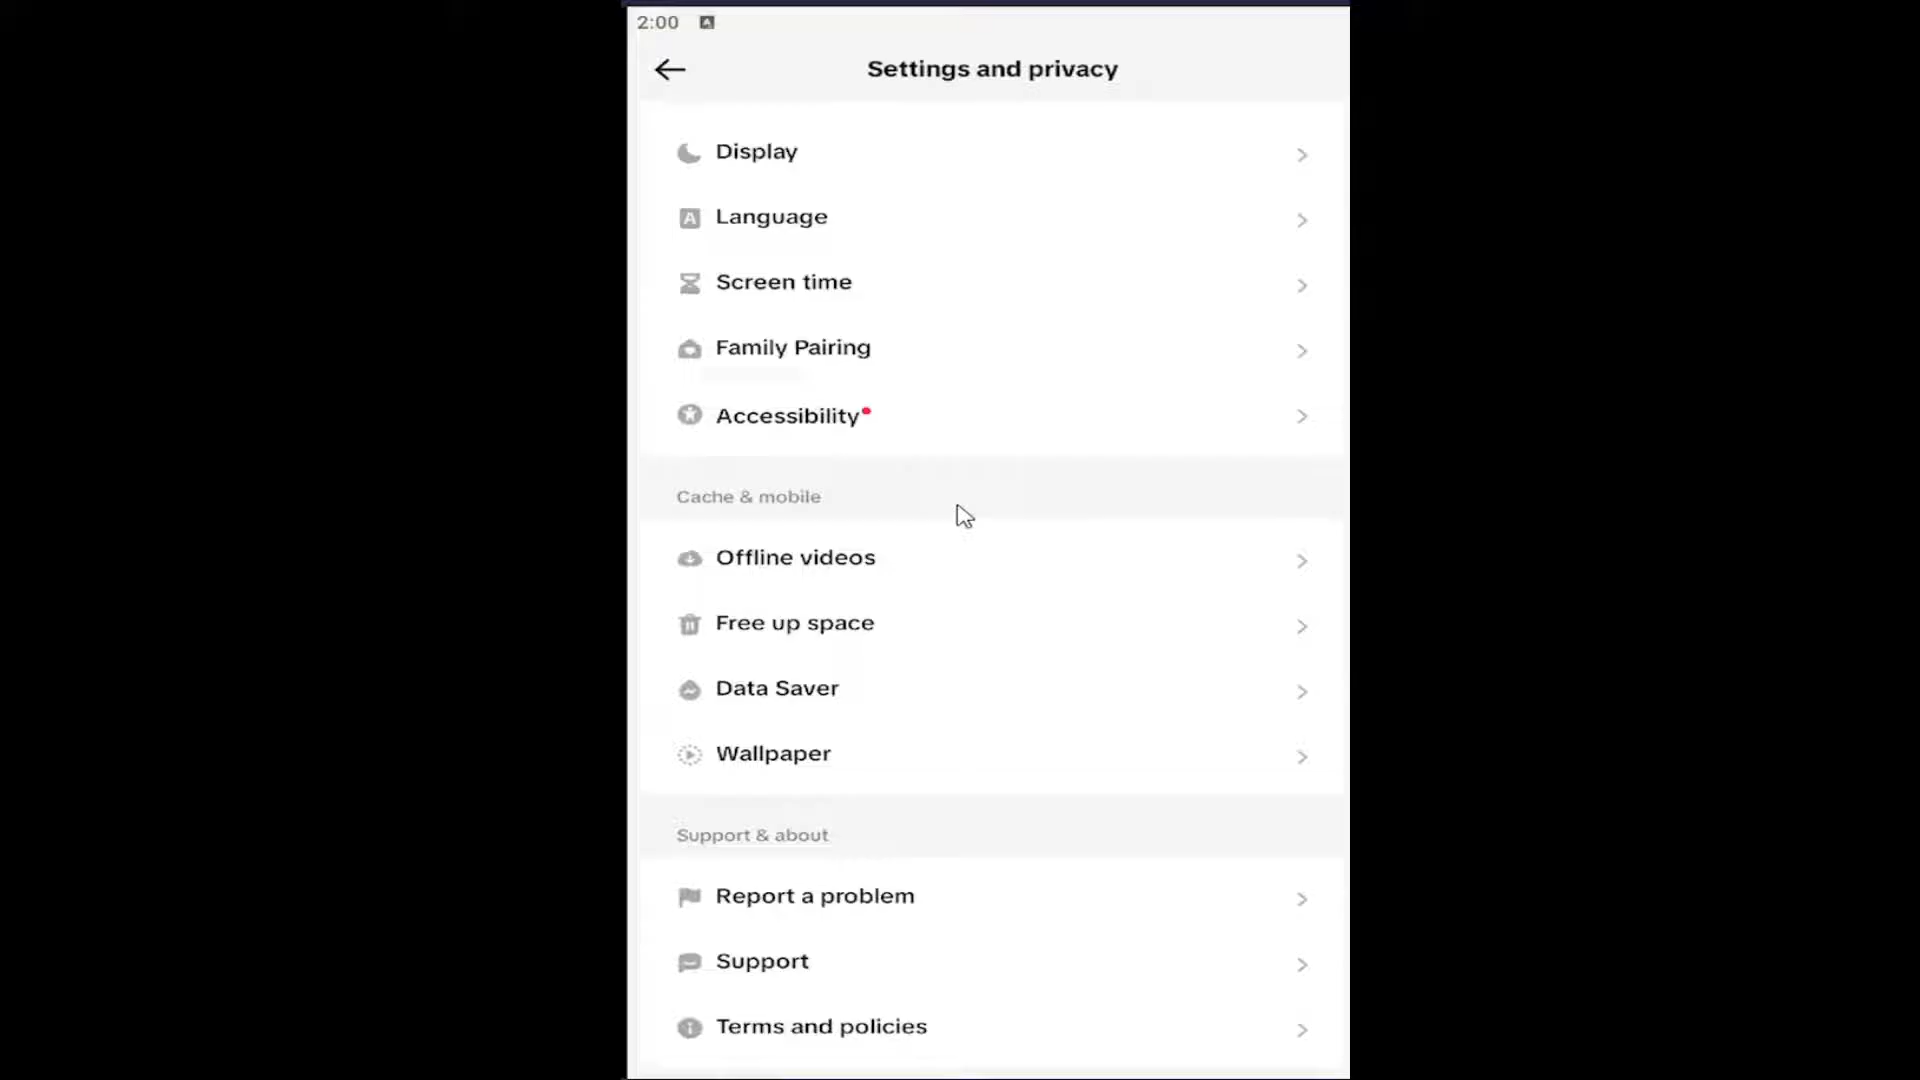 2:00
Settings and privacy
Display
Language
Screen time
Family Pairing
Accessibility
Cache & mobile
Offline videos
Free up space
Data Saver
Wallpaper
Support & about
Report a problem
Support
Terms and policies